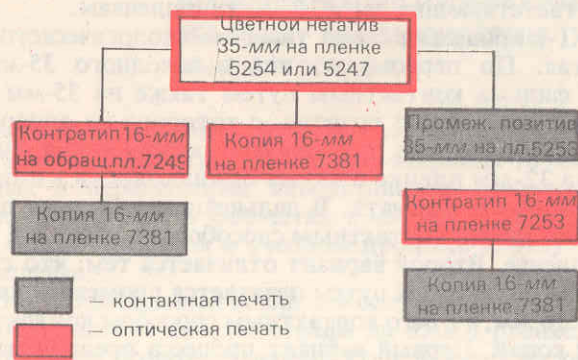 Цветной негатив
35-мм на пленке
5254 или 5247
Контратип 16-мм
на обращ.пл.7249
Копия 16-мм
на пленке 7381
Промеж. позитив
35-мм на пл.5253
Копия 16-мм
на пленке 7381
Контратип 16-мм
на пленке 7253
Копия 16-мм
на пленке 7381
— контактная печать
— оптическая печать